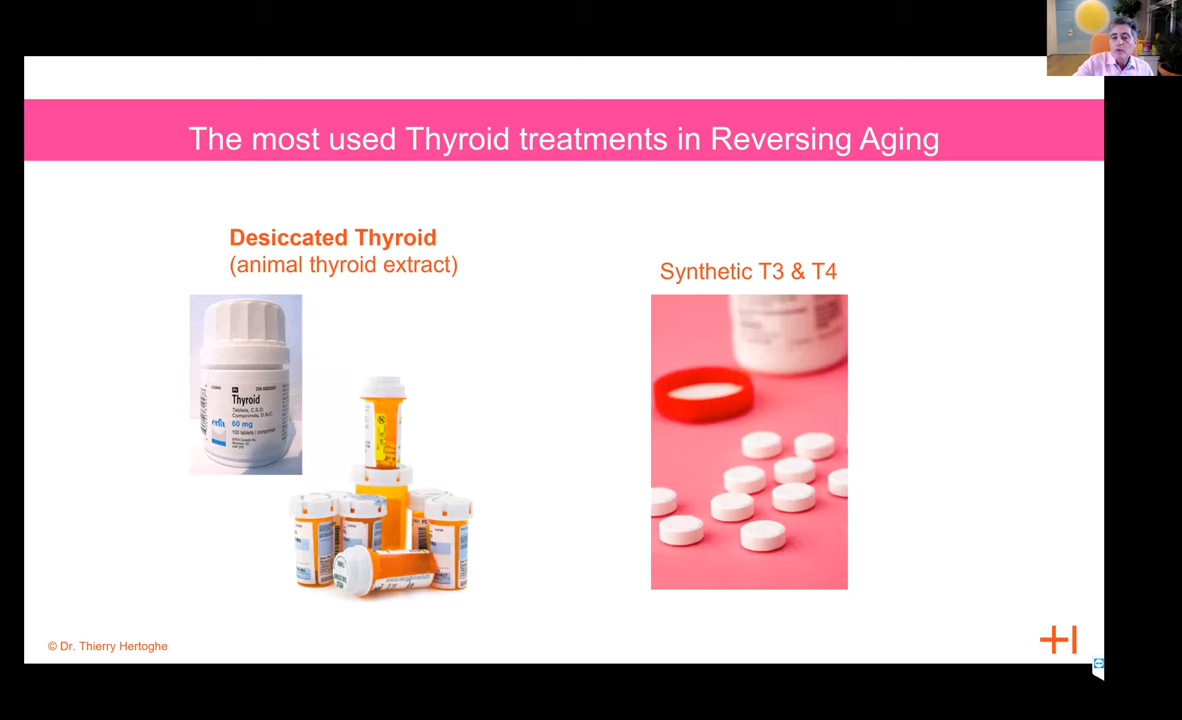 The most used Thyroid treatments in Reversing Aging
Desiccated Thyroid
(animal thyroid extract)
Synthetic T3 & T4
Thyroid
Tablets, C.S.D.
Comprimés, D.N.C.
erfa
60 mg
100 tablets / comprimés
© Dr. Thierry Hertoghe